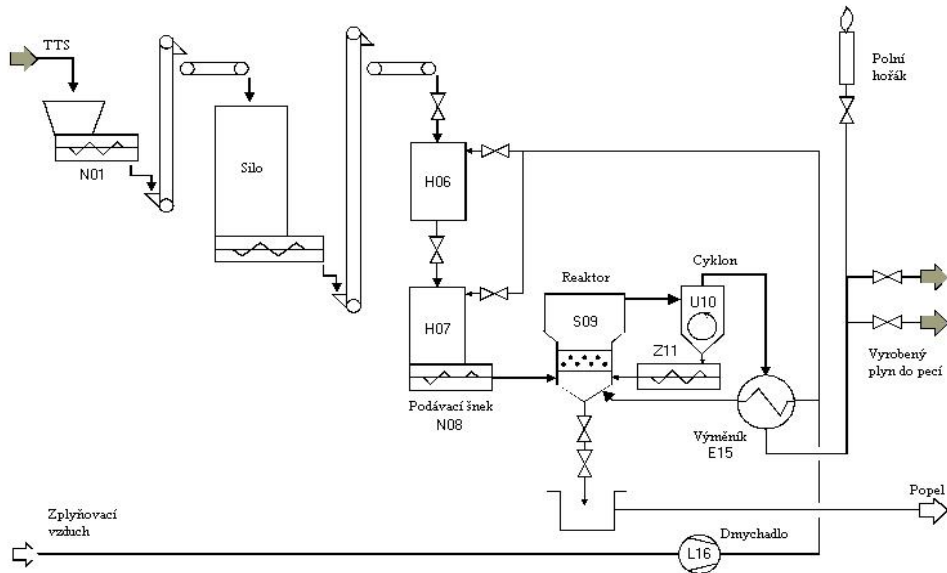 TTS
N01
Silo
H06
H07
Podávací šnek
N08
Reaktor
S09
Cyklon
U10
Z11
Výměník
E15
Polní
hořák
Vyrobený
plyn do pecí
Popel
Zplyňovací
vzduch
Dmychadlo
L16